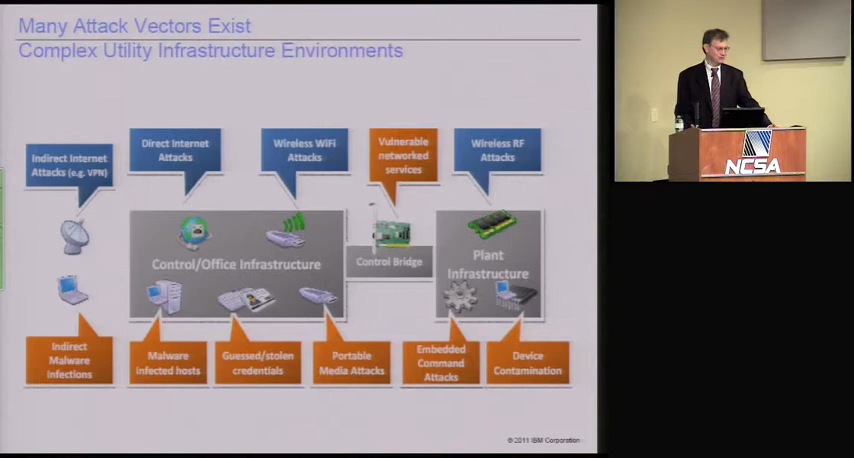 Many Attack Vectors Exist
Complex Utility Infrastructure Environments
Indirect Internet
Attacks (e.g. VPN)
Direct Internet
Attacks
Wireless WiFi
Attacks
Vulnerable
networked
services
Wireless RF
Attacks
Control/Office Infrastructure
Control Bridge
Plant
Infrastructure
Indirect
Malware
Infections
Malware
infected hosts
Guessed/stolen
credentials
Portable
Media Attacks
Embedded
Command
Attacks
Device
Contamination
© 2011 IBM Corporation
NCSA